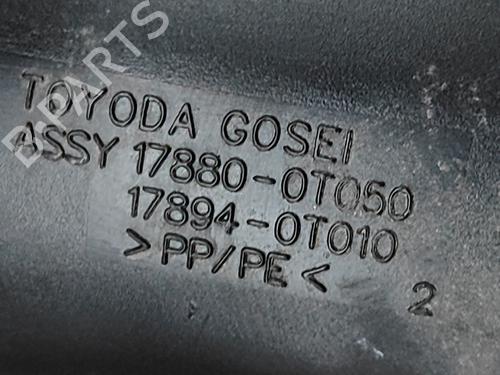 B PARTS
TOYODA GOSEI
ASSY 17880-0T050
17894-0T010
>PP/PE<
2